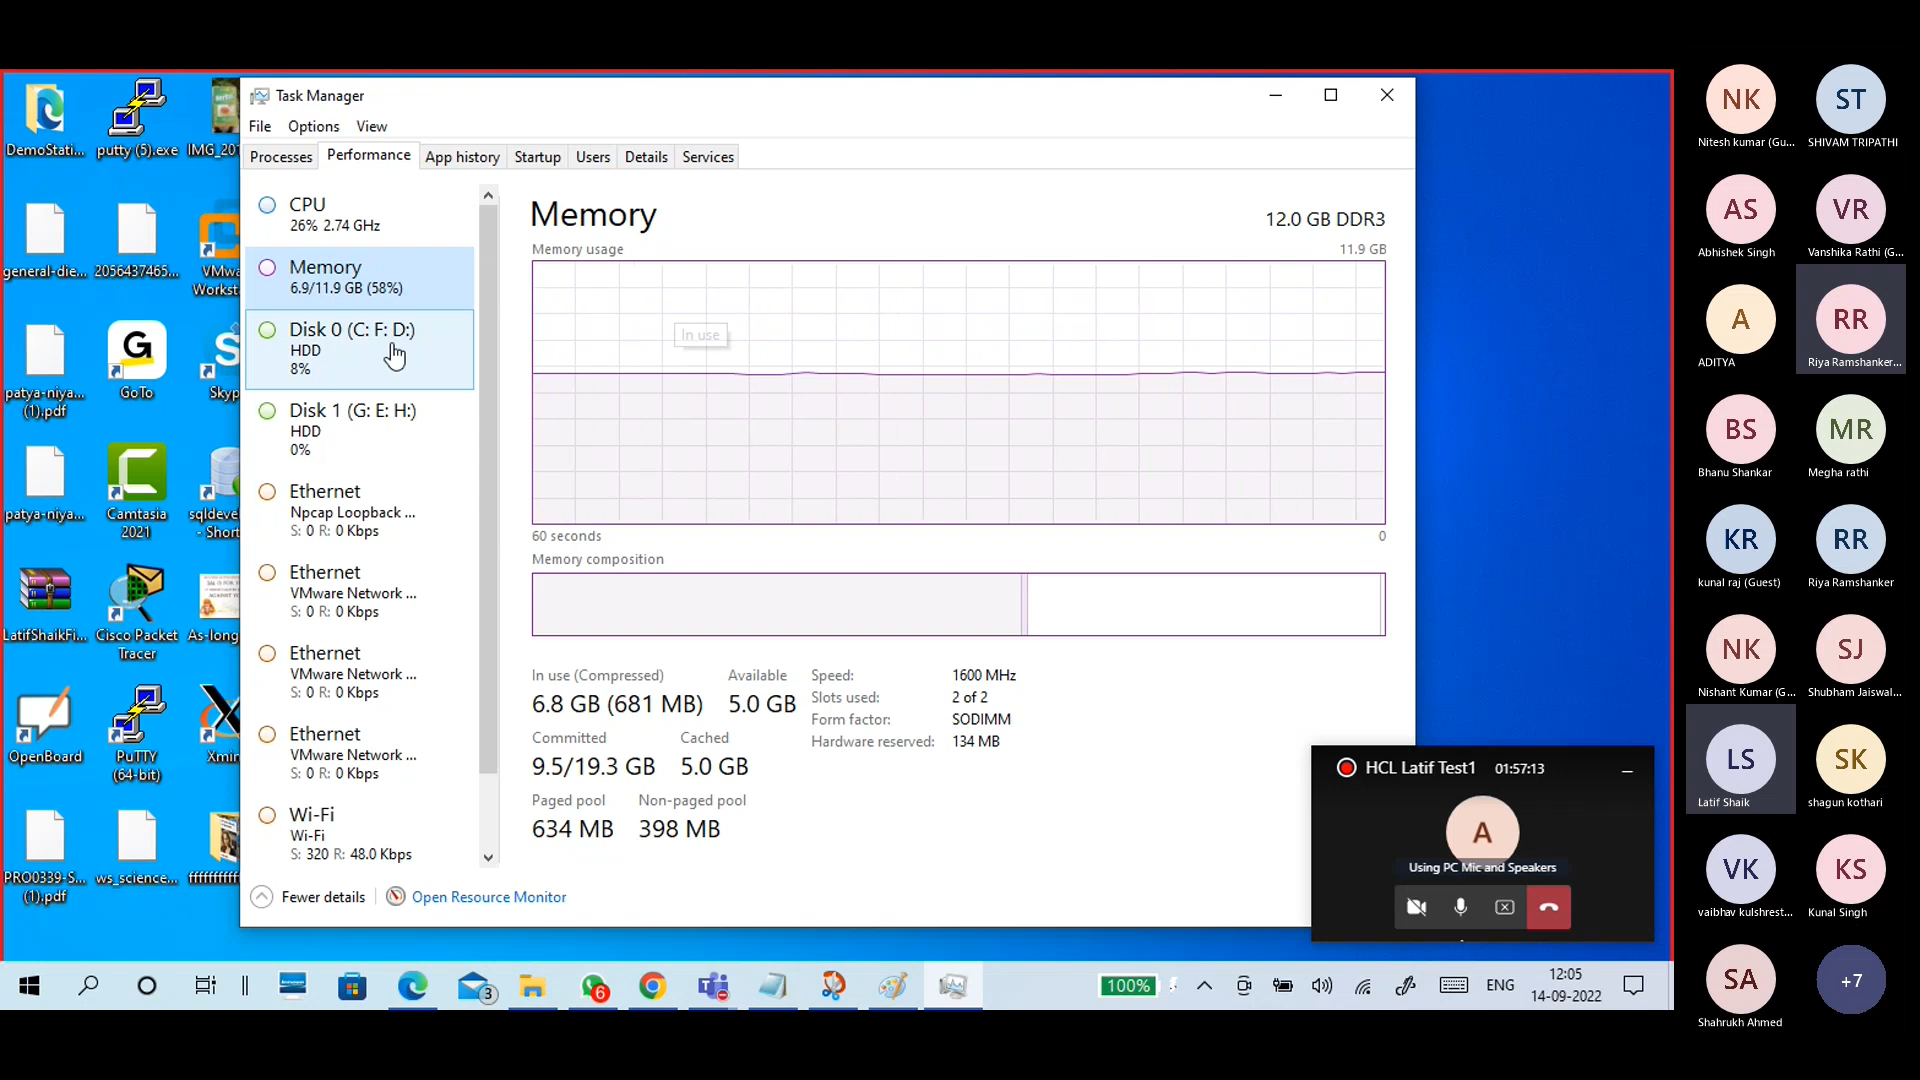 DemoStati...
putty (5).exe
IMG_201
general-die...
2056437465...
VMwa
Workst
patya-niya...
(1).pdf
G
GoTo
S
Skyp
patya-niya...
C
Camtasia
2021
sqldevel
- Short
LatifShaikFi...
Cisco Packet
Tracer
As-long
OpenBoard
PuTTY
(64-bit)
X
Xmin
PRO0339-S...
(1).pdf
ws_science...
fffffffffff
Task Manager
File Options View
Processes Performance App history Startup Users Details Services
CPU
26% 2.74 GHz
Memory
6.9/11.9 GB (58%)
Disk 0 (C: F: D:)
HDD
8%
Disk 1 (G: E: H:)
HDD
0%
Ethernet
Npcap Loopback ...
S: 0 R: 0 Kbps
Ethernet
VMware Network ...
S: 0 R: 0 Kbps
Ethernet
VMware Network ...
S: 0 R: 0 Kbps
Ethernet
VMware Network ...
S: 0 R: 0 Kbps
Wi-Fi
Wi-Fi
S: 320 R: 48.0 Kbps
Memory 12.0 GB DDR3
Memory usage 11.9 GB
In use
60 seconds 0
Memory composition
In use (Compressed) Available
6.8 GB (681 MB) 5.0 GB
Committed Cached
9.5/19.3 GB 5.0 GB
Paged pool Non-paged pool
634 MB 398 MB
Speed: 1600 MHz
Slots used: 2 of 2
Form factor: SODIMM
Hardware reserved: 134 MB
Fewer details Open Resource Monitor
HCL Latif Test1 01:57:13
A
Using PC Mic and Speakers
3
6
100%
ENG
12:05
14-09-2022
NK
Nitesh kumar (Gu...
ST
SHIVAM TRIPATHI
AS
Abhishek Singh
VR
Vanshika Rathi (G...
A
ADITYA
RR
Riya Ramshanker...
BS
Bhanu Shankar
MR
Megha rathi
KR
kunal raj (Guest)
RR
Riya Ramshanker
NK
Nishant Kumar (G...
SJ
Shubham Jaiswal...
LS
Latif Shaik
SK
shagun kothari
VK
vaibhav kulshrest...
KS
Kunal Singh
SA
Shahrukh Ahmed
+7